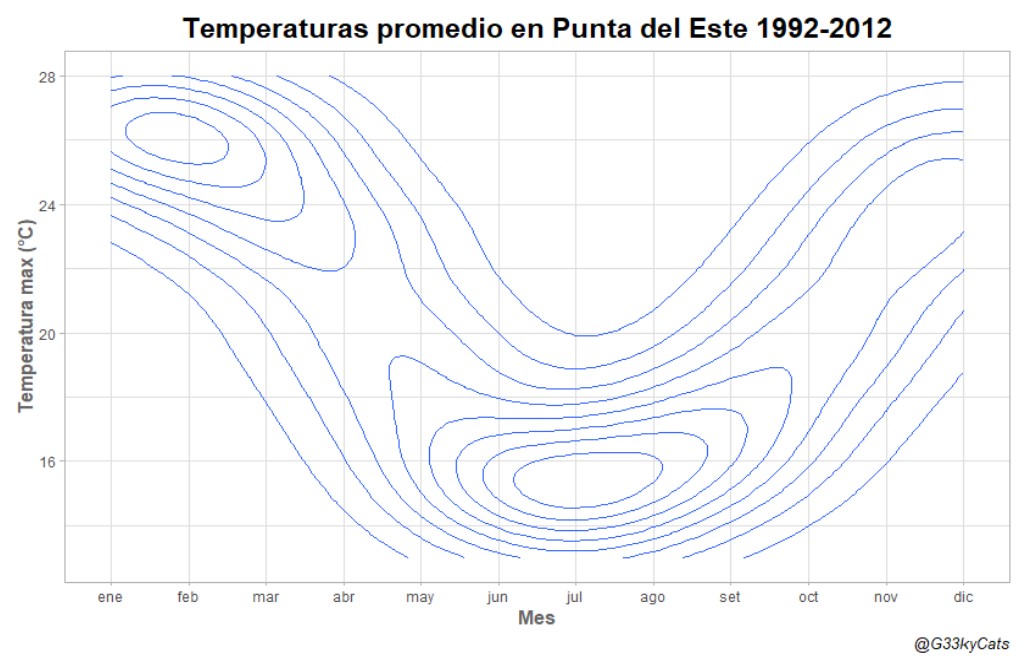 Temperaturas promedio en Punta del Este 1992-2012
Temperatura max (°C)
28
24
20
16
ene feb mar abr may jun jul ago set oct nov dic
Mes
@G33kyCats